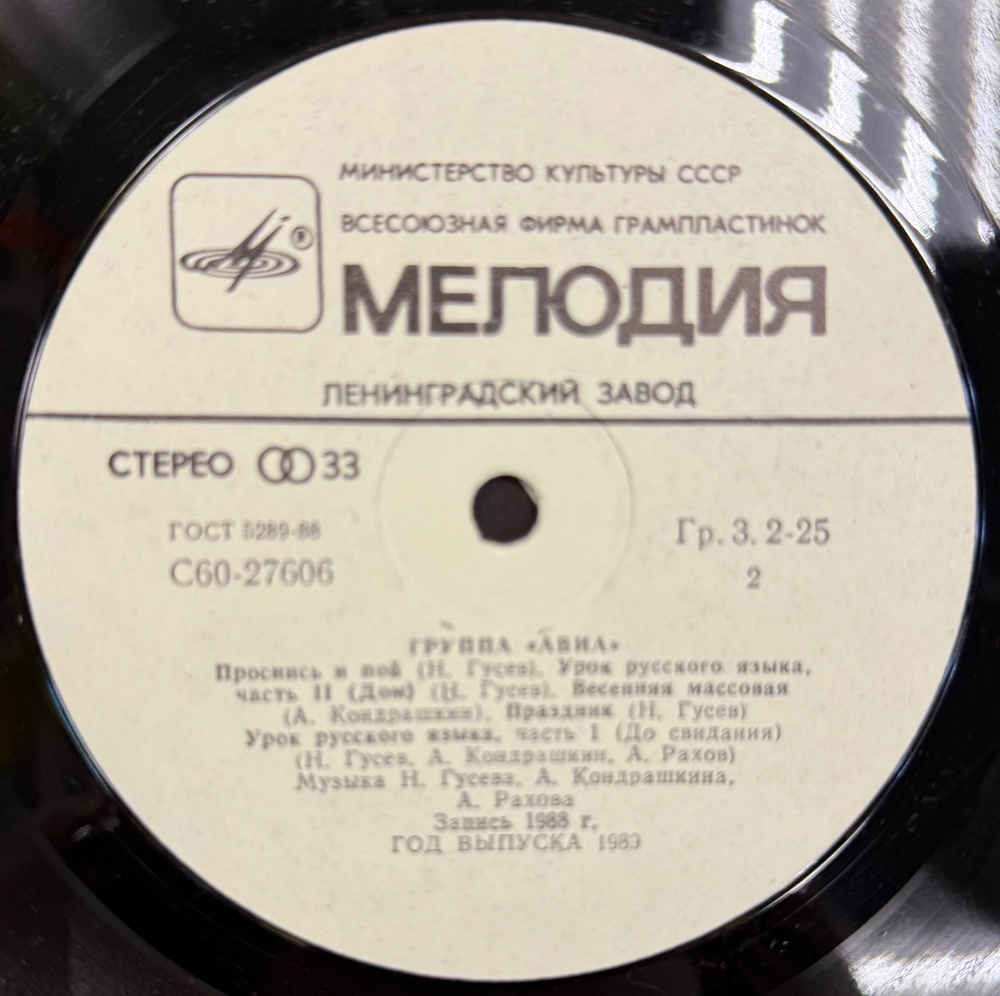 МИНИСТЕРСТВО КУЛЬТУРЫ СССР
ВСЕСОЮЗНАЯ ФИРМА ГРАМПЛАСТИНОК
®
МЕЛОДИЯ
ЛЕНИНГРАДСКИЙ ЗАВОД
СТЕРЕО 33
ГОСТ 5289-88
С60-27606
Гр. 3. 2-25
2
ГРУППА «АВИА»
Проснись и пой (Н. Гусев). Урок русского языка,
часть II (Дом) (Н. Гусев). Весенняя массовая
(А. Кондрашкин). Праздник (Н. Гусев)
Урок русского языка, часть 1 (До свидания)
(Н. Гусев, А. Кондрашкин, А. Рахов)
Музыка Н. Гусева, А. Кондрашкина,
А. Рахова
Запись 1988 г.
ГОД ВЫПУСКА 1989